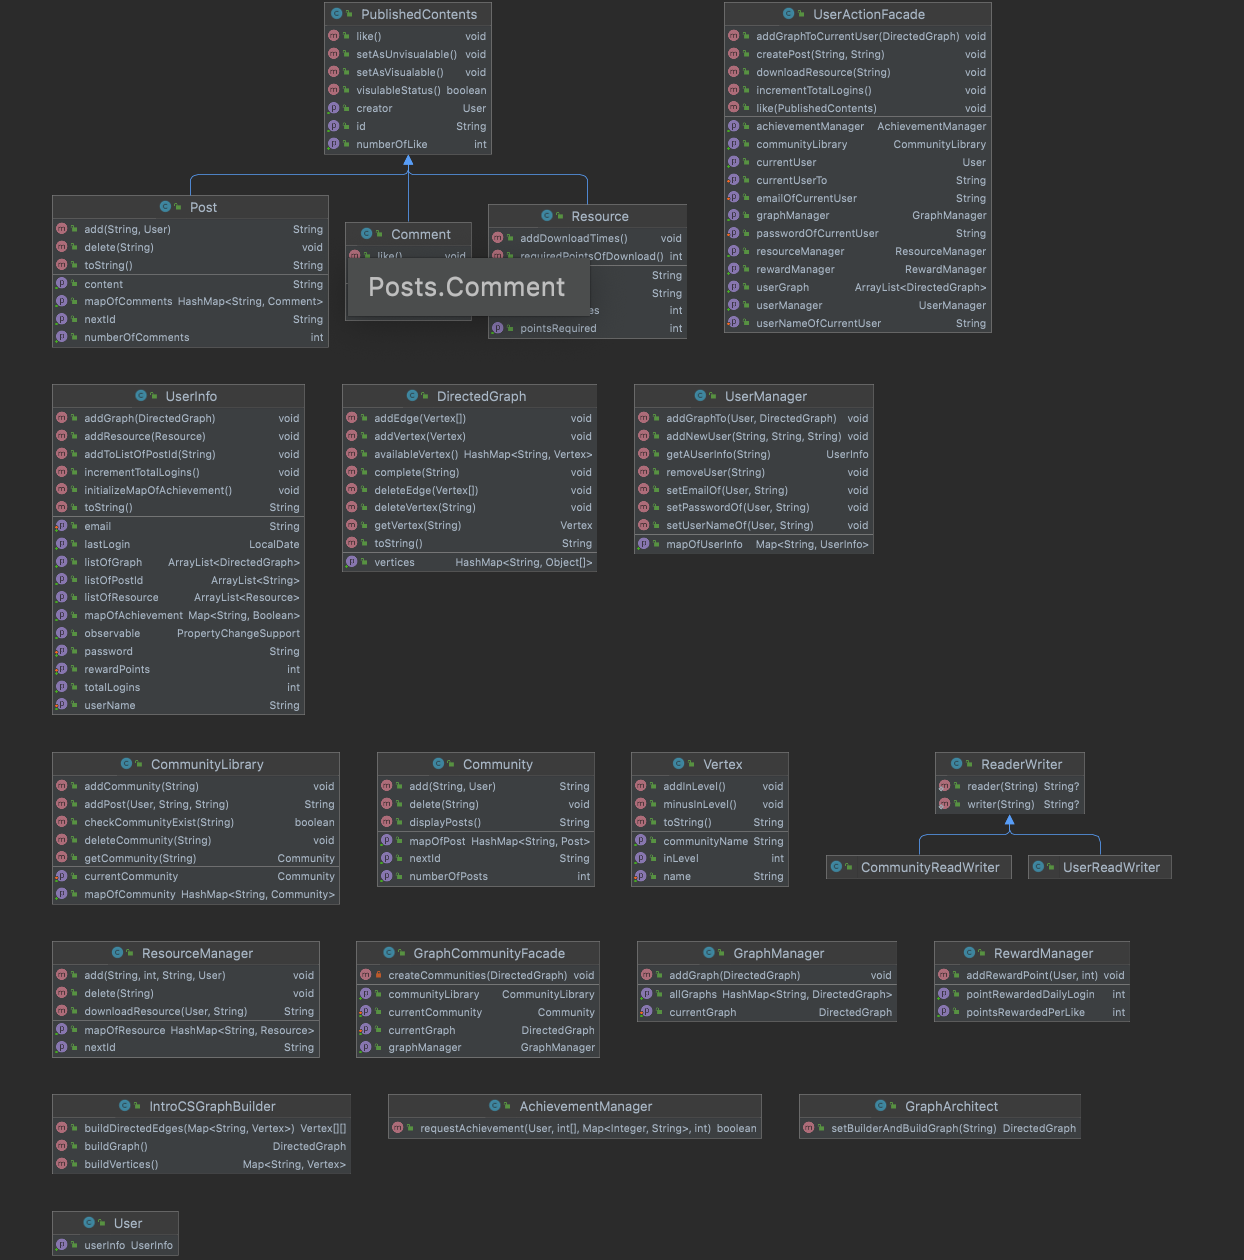 PublishedContents
like() void
setAsUnvisualable() void
setAsVisualable() void
visulableStatus() boolean
creator User
id String
numberOfLike int
UserActionFacade
addGraphToCurrentUser(DirectedGraph) void
createPost(String, String) void
downloadResource(String) void
incrementTotalLogins() void
like(PublishedContents) void
achievementManager AchievementManager
communityLibrary CommunityLibrary
currentUser User
currentUserTo String
emailOfCurrentUser String
graphManager GraphManager
passwordOfCurrentUser String
resourceManager ResourceManager
rewardManager RewardManager
userGraph ArrayList<DirectedGraph>
userManager UserManager
userNameOfCurrentUser String
Post
add(String, User) String
delete(String) void
toString() String
content String
mapOfComments HashMap<String, Comment>
nextId String
numberOfComments int
Comment
like() void
Posts.Comment
Resource
addDownloadTimes() void
requiredPointsOfDownload() int
String
String
es int
pointsRequired int
UserInfo
addGraph(DirectedGraph) void
addResource(Resource) void
addToListOfPostId(String) void
incrementTotalLogins() void
initializeMapOfAchievement() void
toString() String
email String
lastLogin LocalDate
listOfGraph ArrayList<DirectedGraph>
listOfPostId ArrayList<String>
listOfResource ArrayList<Resource>
mapOfAchievement Map<String, Boolean>
observable PropertyChangeSupport
password String
rewardPoints int
totalLogins int
userName String
DirectedGraph
addEdge(Vertex[]) void
addVertex(Vertex) void
availableVertex() HashMap<String, Vertex>
complete(String) void
deleteEdge(Vertex[]) void
deleteVertex(String) void
getVertex(String) Vertex
toString() String
vertices HashMap<String, Object[]>
UserManager
addGraphTo(User, DirectedGraph) void
addNewUser(String, String, String) void
getAUserInfo(String) UserInfo
removeUser(String) void
setEmailOf(User, String) void
setPasswordOf(User, String) void
setUserNameOf(User, String) void
mapOfUserInfo Map<String, UserInfo>
CommunityLibrary
addCommunity(String) void
addPost(User, String, String) String
checkCommunityExist(String) boolean
deleteCommunity(String) void
getCommunity(String) Community
currentCommunity Community
mapOfCommunity HashMap<String, Community>
Community
add(String, User) String
delete(String) void
displayPosts() String
mapOfPost HashMap<String, Post>
nextId String
numberOfPosts int
Vertex
addInLevel() void
minusInLevel() void
toString() String
communityName String
inLevel int
name String
ReaderWriter
reader(String) String?
writer(String) String?
CommunityReadWriter
UserReadWriter
ResourceManager
add(String, int, String, User) void
delete(String) void
downloadResource(User, String) String
mapOfResource HashMap<String, Resource>
nextId String
GraphCommunityFacade
createCommunities(DirectedGraph) void
communityLibrary CommunityLibrary
currentCommunity Community
currentGraph DirectedGraph
graphManager GraphManager
GraphManager
addGraph(DirectedGraph) void
allGraphs HashMap<String, DirectedGraph>
currentGraph DirectedGraph
RewardManager
addRewardPoint(User, int) void
pointRewardedDailyLogin int
pointsRewardedPerLike int
IntroCSGraphBuilder
buildDirectedEdges(Map<String, Vertex>) Vertex[][]
buildGraph() DirectedGraph
buildVertices() Map<String, Vertex>
AchievementManager
requestAchievement(User, int[], Map<Integer, String>, int) boolean
GraphArchitect
setBuilderAndBuildGraph(String) DirectedGraph
User
userInfo UserInfo